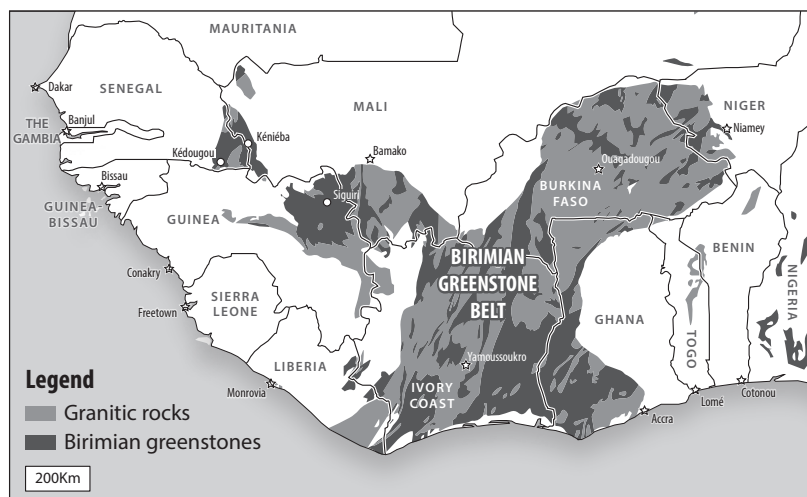 MAURITANIA
SENEGAL
Dakar
MALI
NIGER
THE
GAMBIA
Banjul
Kéniéba
Niamey
Kédougou
Bamako
Ouagadougou
Bissau
BURKINA
FASO
GUINEA-
BISSAU
Siguiri
GUINEA
BENIN
BIRIMIAN
GREENSTONE
BELT
NIGERIA
Conakry
SIERRA
LEONE
Freetown
GHANA
TOGO
LIBERIA
Yamoussoukro
IVORY
COAST
Monrovia
Accra
Lomé
Cotonou
Legend
Granitic rocks
Birimian greenstones
200Km